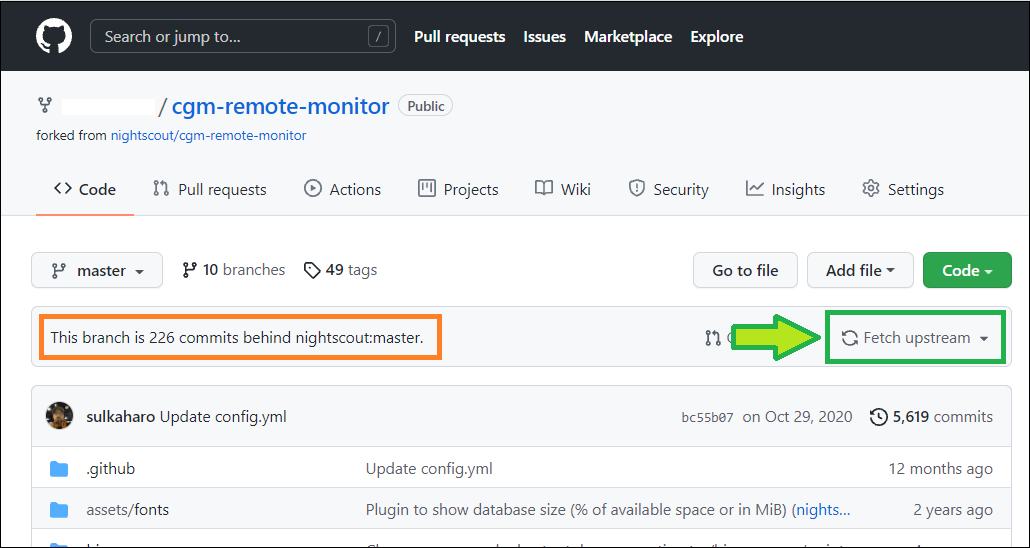 Search or jump to... / Pull requests Issues Marketplace Explore
/ cgm-remote-monitor Public
forked from nightscout/cgm-remote-monitor
Code Pull requests Actions Projects Wiki Security Insights Settings
master 10 branches 49 tags Go to file Add file Code
This branch is 226 commits behind nightscout:master. Fetch upstream
sulkaharo Update config.yml bc55b07 on Oct 29, 2020 5,619 commits
.github Update config.yml 12 months ago
assets/fonts Plugin to show database size (% of available space or in MiB) (nights... 2 years ago